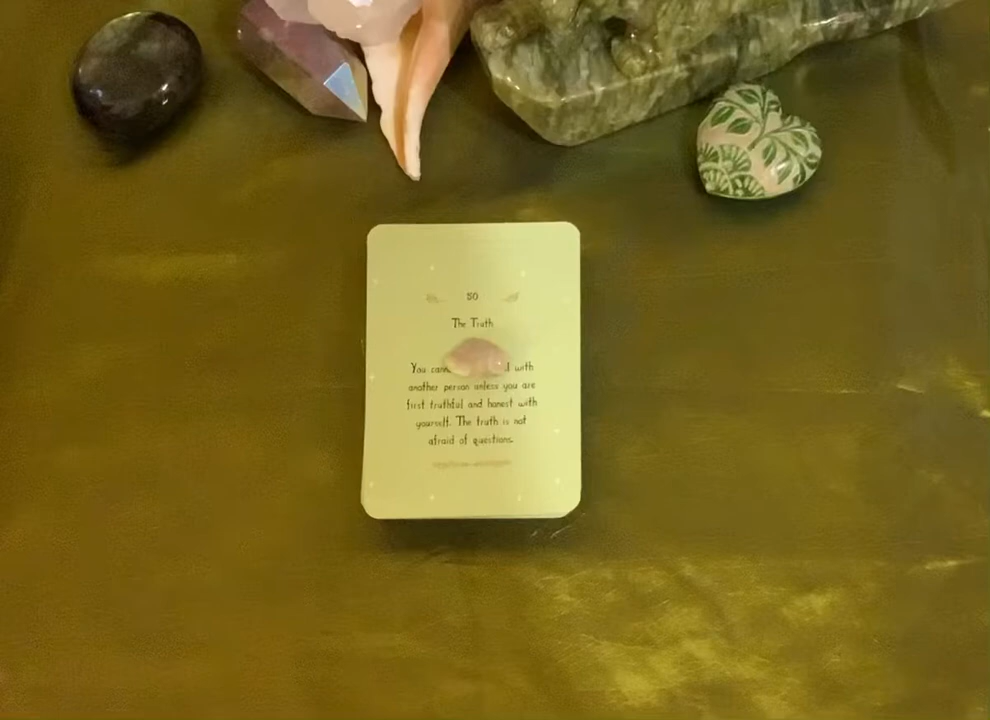 50
The Truth
You with
another person unless you are
first truthful and honest with
yourself. The truth is not
afraid of questions.